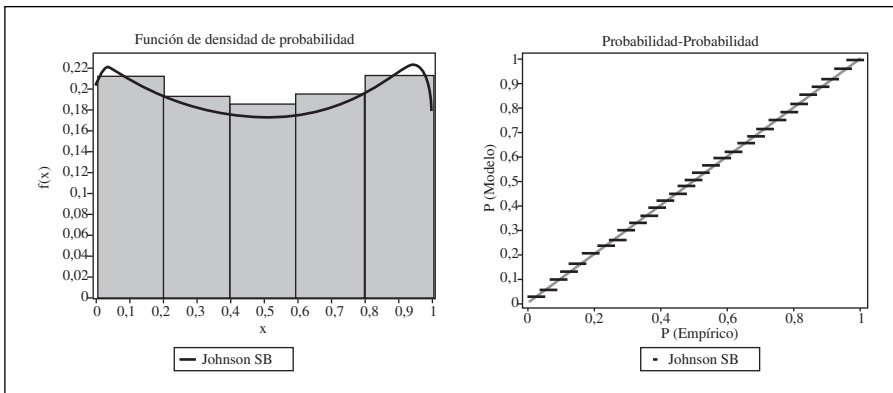 Función de densidad de probabilidad
f(x)
0,22
0,2
0,18
0,16
0,14
0,12
0,1
0,08
0,06
0,04
0,02
0
0 0,1 0,2 0,3 0,4 0,5 0,6 0,7 0,8 0,9 1
x
Johnson SB
Probabilidad-Probabilidad
P (Modelo)
1
0,9
0,8
0,7
0,6
0,5
0,4
0,3
0,2
0,1
0
0 0,2 0,4 0,6 0,8 1
P (Empírico)
Johnson SB